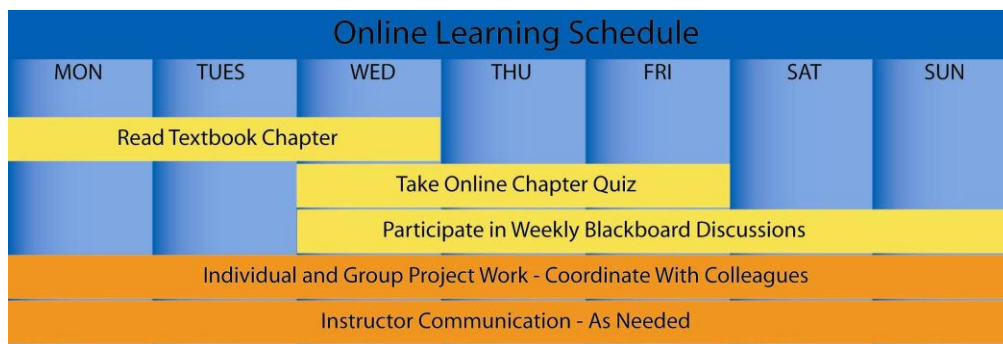 Online Learning Schedule
MON TUES WED THU FRI SAT SUN
Read Textbook Chapter
Take Online Chapter Quiz
Participate in Weekly Blackboard Discussions
Individual and Group Project Work - Coordinate With Colleagues
Instructor Communication - As Needed